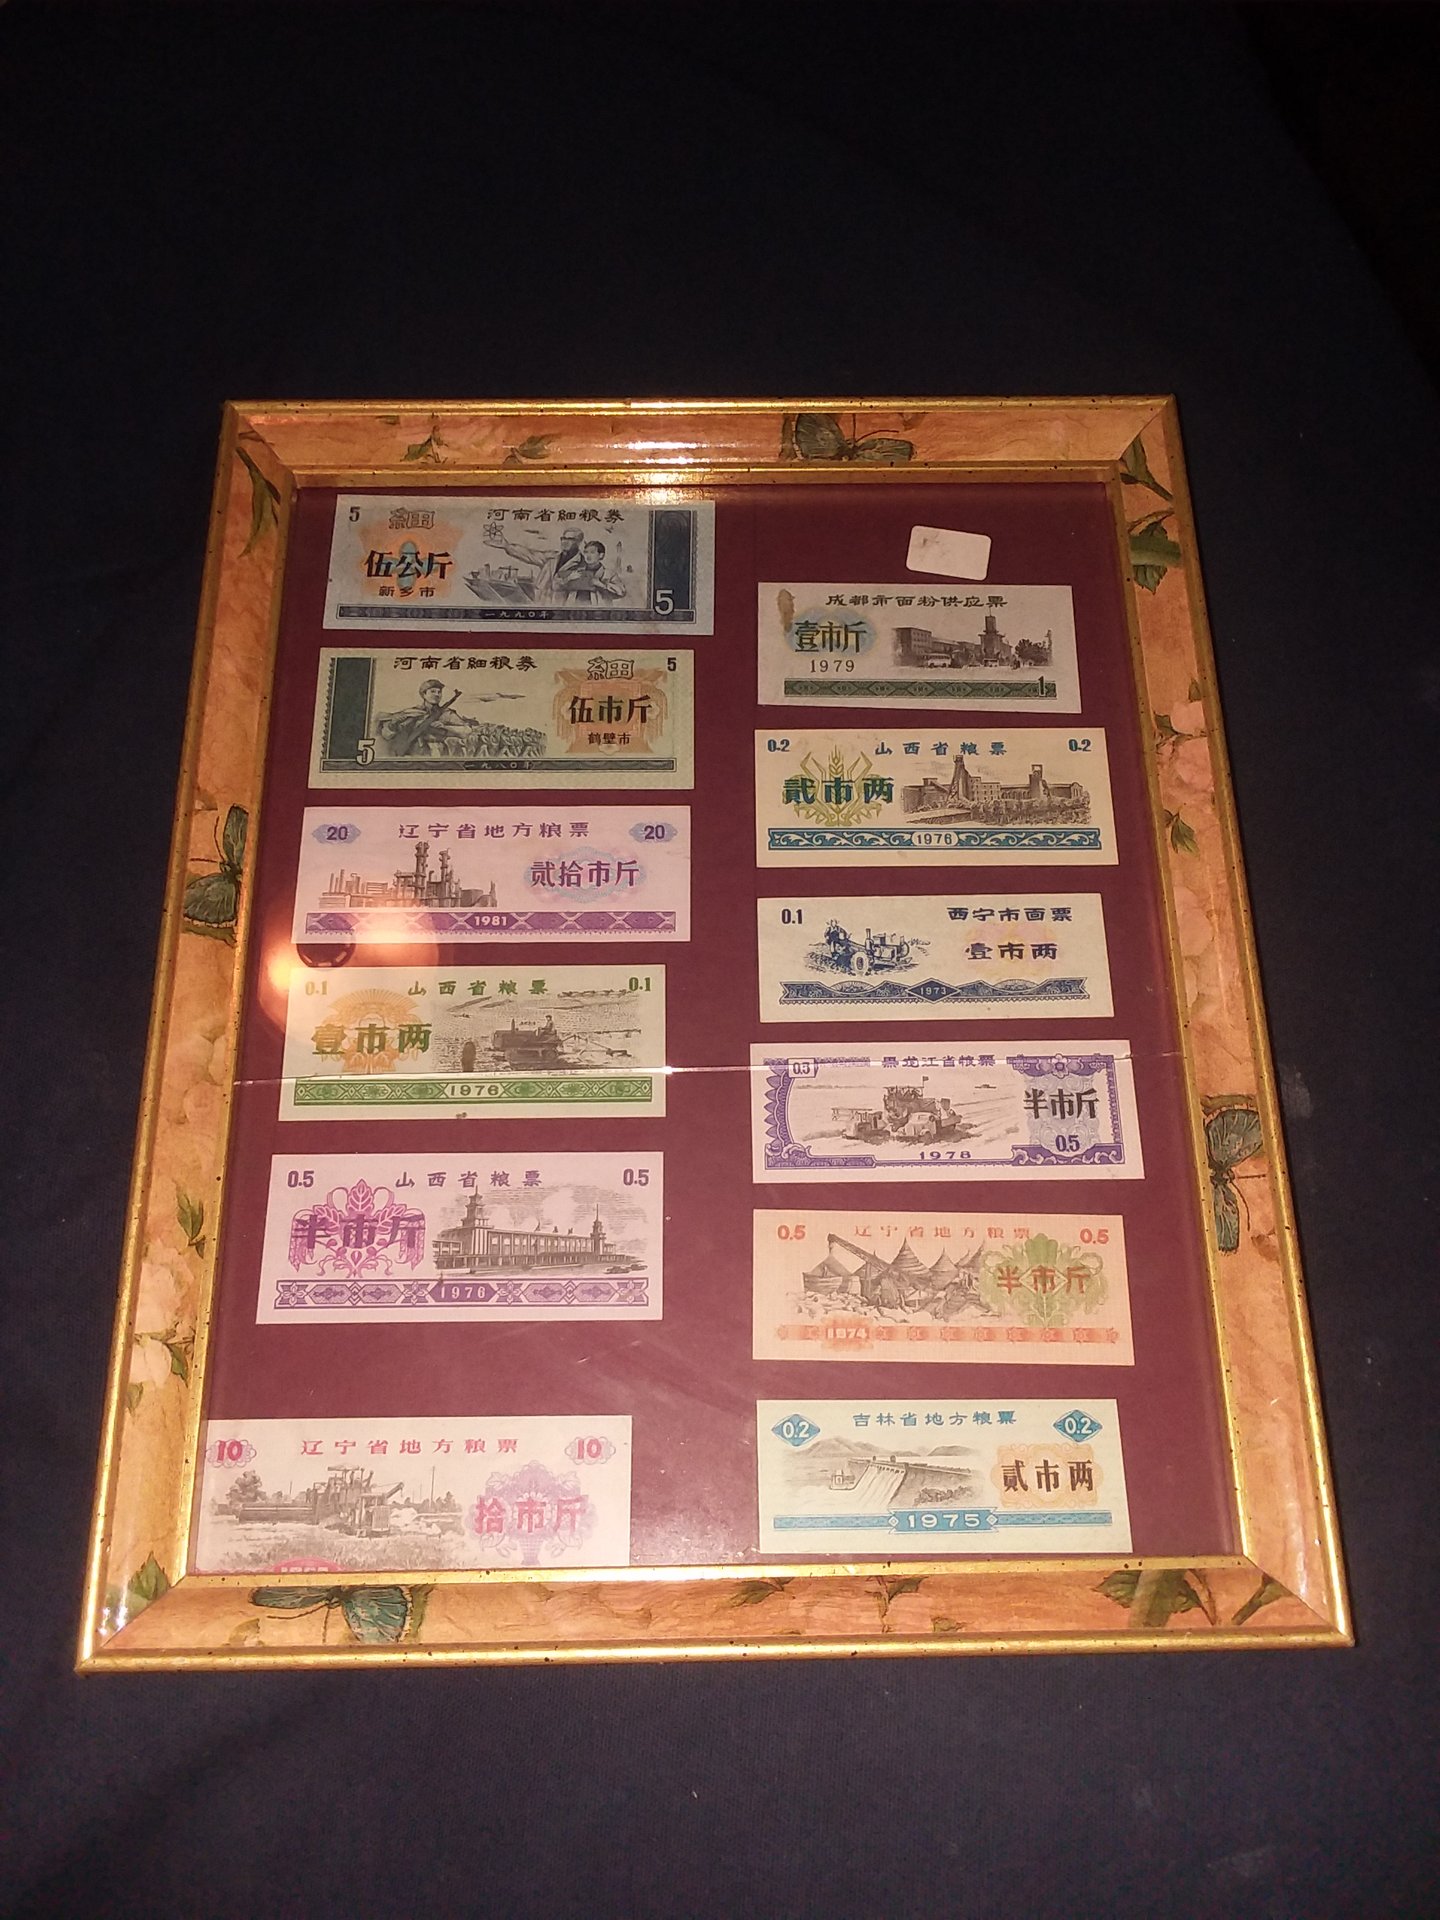 5
細
河南省細粮券
伍公斤
新乡市
5
一九九〇年
河南省細粮券
細
5
伍市斤
鹤壁市
5
一九八〇年
20
辽宁省地方粮票
20
贰拾市斤
1981
0.1
山西省粮票
0.1
壹市两
1976
0.5
山西省粮票
0.5
半市斤
1976
10
辽宁省地方粮票
10
拾市斤
成都市面粉供应票
壹市斤
1979
1
0.2
山西省粮票
0.2
貳市两
1976
0.1
西宁市面票
壹市两
1973
0.5
黑龙江省粮票
半市斤
0.5
1978
0.5
辽宁省地方粮票
0.5
半市斤
1974
0.2
吉林省地方粮票
0.2
贰市两
1975